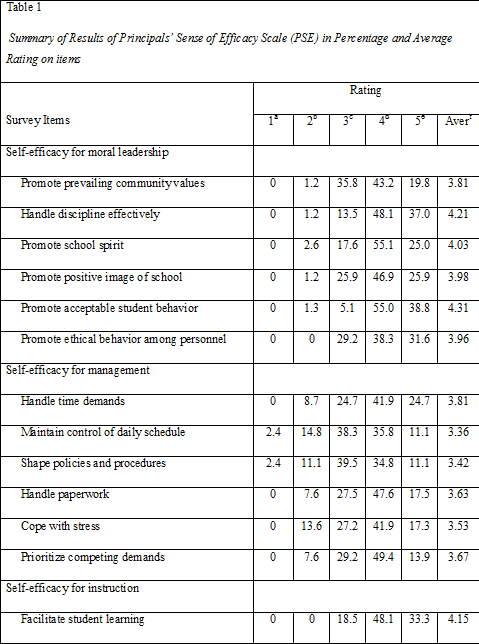 Table 1
Summary of Results of Principals' Sense of Efficacy Scale (PSE) in Percentage and Average
Rating on items
Rating
Survey Items 1ª 2ᵇ 3ᶜ 4ᵈ 5ᵉ Averᶠ
Self-efficacy for moral leadership
Promote prevailing community values 0 1.2 35.8 43.2 19.8 3.81
Handle discipline effectively 0 1.2 13.5 48.1 37.0 4.21
Promote school spirit 0 2.6 17.6 55.1 25.0 4.03
Promote positive image of school 0 1.2 25.9 46.9 25.9 3.98
Promote acceptable student behavior 0 1.3 5.1 55.0 38.8 4.31
Promote ethical behavior among personnel 0 0 29.2 38.3 31.6 3.96
Self-efficacy for management
Handle time demands 0 8.7 24.7 41.9 24.7 3.81
Maintain control of daily schedule 2.4 14.8 38.3 35.8 11.1 3.36
Shape policies and procedures 2.4 11.1 39.5 34.8 11.1 3.42
Handle paperwork 0 7.6 27.5 47.6 17.5 3.63
Cope with stress 0 13.6 27.2 41.9 17.3 3.53
Prioritize competing demands 0 7.6 29.2 49.4 13.9 3.67
Self-efficacy for instruction
Facilitate student learning 0 0 18.5 48.1 33.3 4.15